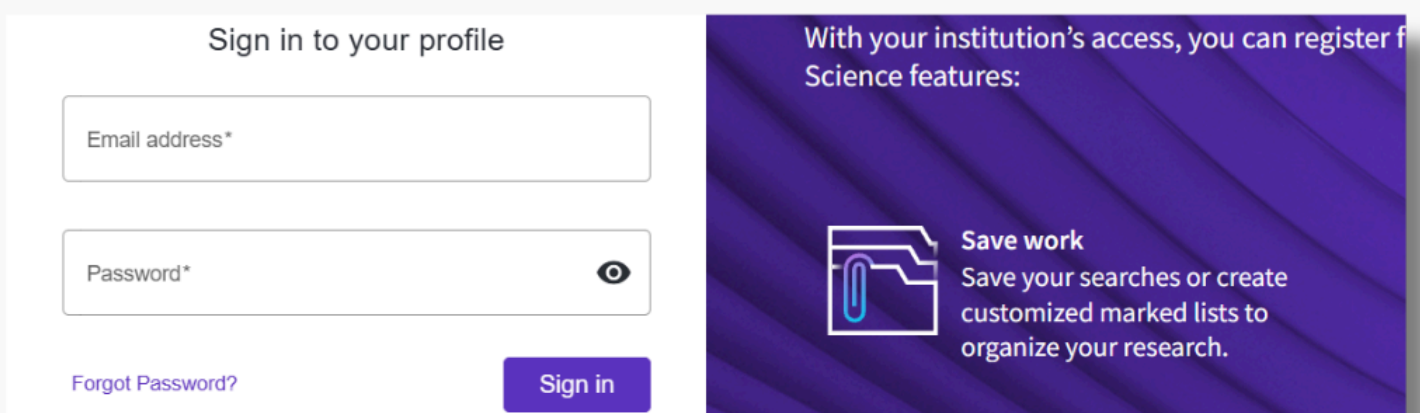 Sign in to your profile
Email address*
Password*
Forgot Password?
Sign in
With your institution’s access, you can register
Science features:
Save work
Save your searches or create
customized marked lists to
organize your research.